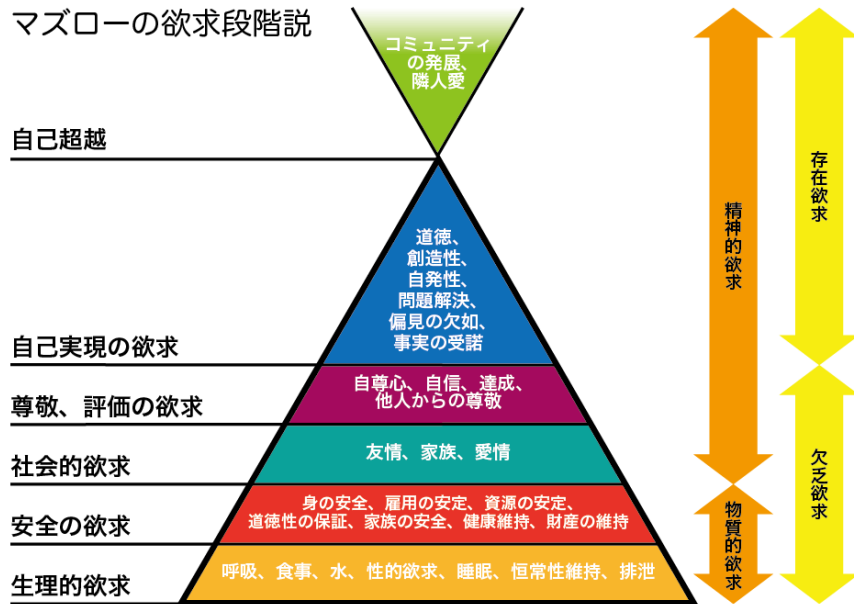 マズローの欲求段階説
コミュニティ
の発展、
隣人愛
自己超越
道徳、
創造性、
自発性、
問題解決、
偏見の欠如、
事実の受諾
自己実現の欲求
自尊心、自信、達成、
他人からの尊敬
尊敬、評価の欲求
友情、家族、愛情
社会的欲求
身の安全、雇用の安定、資源の安定、
道徳性の保証、家族の安全、健康維持、財産の維持
安全の欲求
呼吸、食事、水、性的欲求、睡眠、恒常性維持、排泄
生理的欲求
精神的欲求
物質的欲求
存在欲求
欠乏欲求